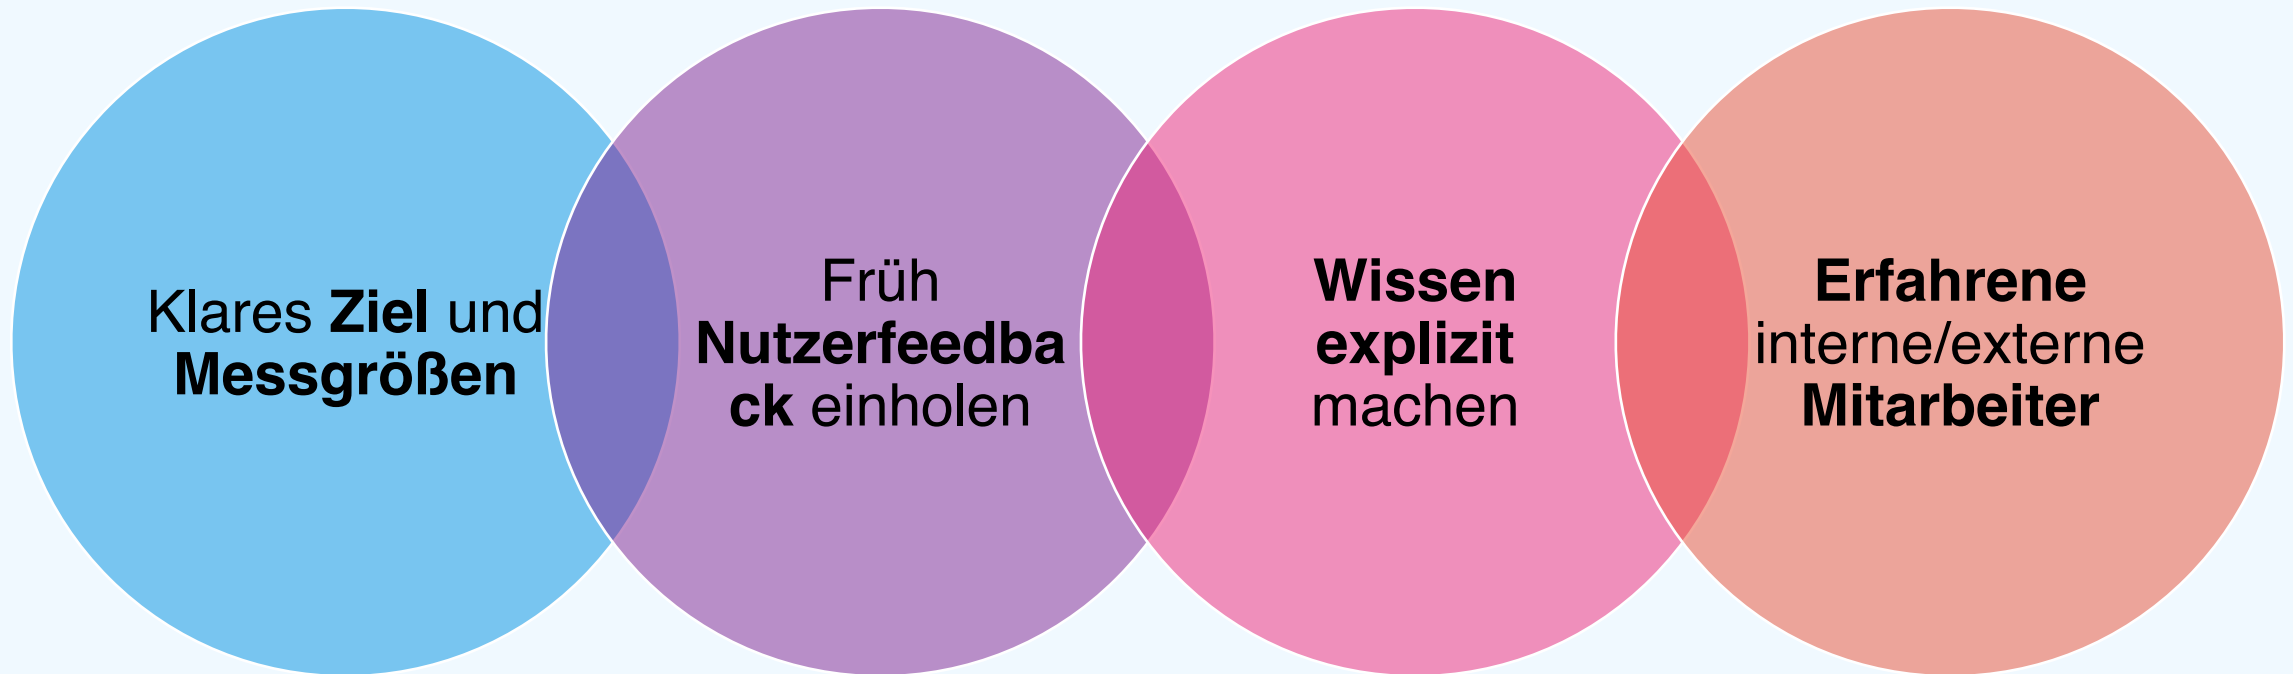 Klares Ziel und
Messgrößen
Früh
Nutzerfeedba
ck einholen
Wissen
explizit
machen
Erfahrene
interne/externe
Mitarbeiter